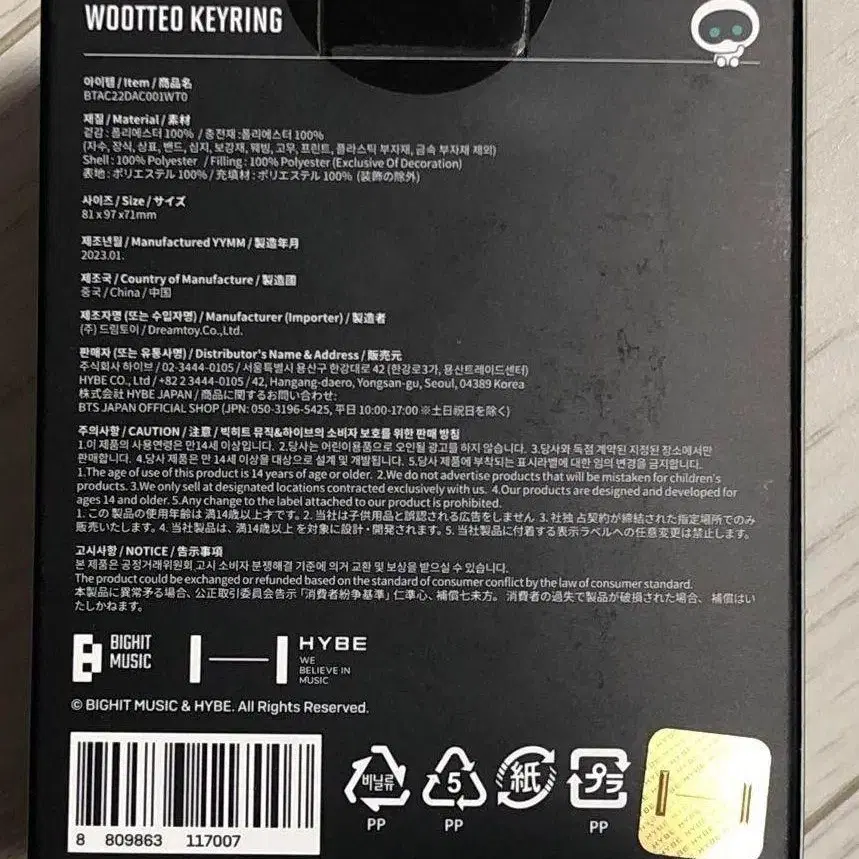 WOOTTEO KEYRING
아이템 / Item / 商品名
BTAC22DAC001WT0
재질 / Material / 素材
겉감 : 폴리에스터 100% / 충전재 :폴리에스터 100%
(자수, 장식, 상표, 밴드, 심지, 보강재, 웨빙, 고무, 프린트, 플라스틱 부자재, 금속 부자재 제외)
Shell : 100% Polyester / Filling : 100% Polyester (Exclusive Of Decoration)
表地 : ポリエステル 100% / 充填材 : ポリエステル 100% (装飾の除外)
사이즈 / Size / サイズ
81 x 97 x71mm
제조년월 / Manufactured YYMM / 製造年月
2023.01.
제조국 / Country of Manufacture / 製造國
중국 / China / 中国
제조자명 (또는 수입자명) / Manufacturer (Importer) / 製造者
(주) 드림토이 / Dreamtoy.Co.,Ltd.
판매자 (또는 유통사명) / Distributor's Name & Address / 販売元
주식회사 하이브 / 02-3444-0105 / 서울특별시 용산구 한강대로 42 (한강로3가, 용산트레이드센터)
HYBE CO., Ltd / +82 2 3444-0105 / 42, Hangang-daero, Yongsan-gu, Seoul, 04389 Korea
株式会社 HYBE JAPAN / 商品に関するお問い合わせ:
BTS JAPAN OFFICIAL SHOP (JPN: 050-3196-5425, 平日 10:00-17:00 ※土日祝日を除く)
주의사항 / CAUTION / 注意 / 빅히트 뮤직&하이브의 소비자 보호를 위한 판매 방침
1.이 제품의 사용연령은 만14세 이상입니다. 2.당사는 어린이용품으로 오인될 광고를 하지 않습니다. 3.당사와 독점 계약된 지정된 장소에서만
판매합니다. 4.당사 제품은 만 14세 이상을 대상으로 설계 및 개발됩니다. 5.당사 제품에 부착되는 표시라벨에 대한 임의 변경을 금지합니다.
1.The age of use of this product is 14 years of age or older. 2.We do not advertise products that will be mistaken for children's
products. 3.We only sell at designated locations contracted exclusively with us. 4.Our products are designed and developed for
ages 14 and older. 5.Any change to the label attached to our product is prohibited.
1. この 製品の使用年齢は 満14歳以上才です。 2. 当社は子供用品と誤認される広告をしません 3. 社独 占契約が締結された指定場所でのみ
販売いたします。 4. 当社製品は、満14歳以上 を対象に設計・開発されます。 5. 当社製品に付着する表示ラベルへの任意変更は禁止します。
고시사항 / NOTICE / 告示事項
본 제품은 공정거래위원회 고시 소비자 분쟁해결 기준에 의거 교환 및 보상을 받으실 수 있습니다.
The product could be exchanged or refunded based on the standard of consumer conflict by the law of consumer standard.
本製品に異常矛る場合、公正取引委員会告示「消費者紛争基準」仁準心、補償七未方。 消費者の過失で製品が破損された場合、 補償はい
たしかねます。
BIGHIT
MUSIC
HYBE
WE
BELIEVE IN
MUSIC
© BIGHIT MUSIC & HYBE. All Rights Reserved.
8 809863 117007
비닐류
PP
5
PP
紙
プラ
PP
HYBE HYBE